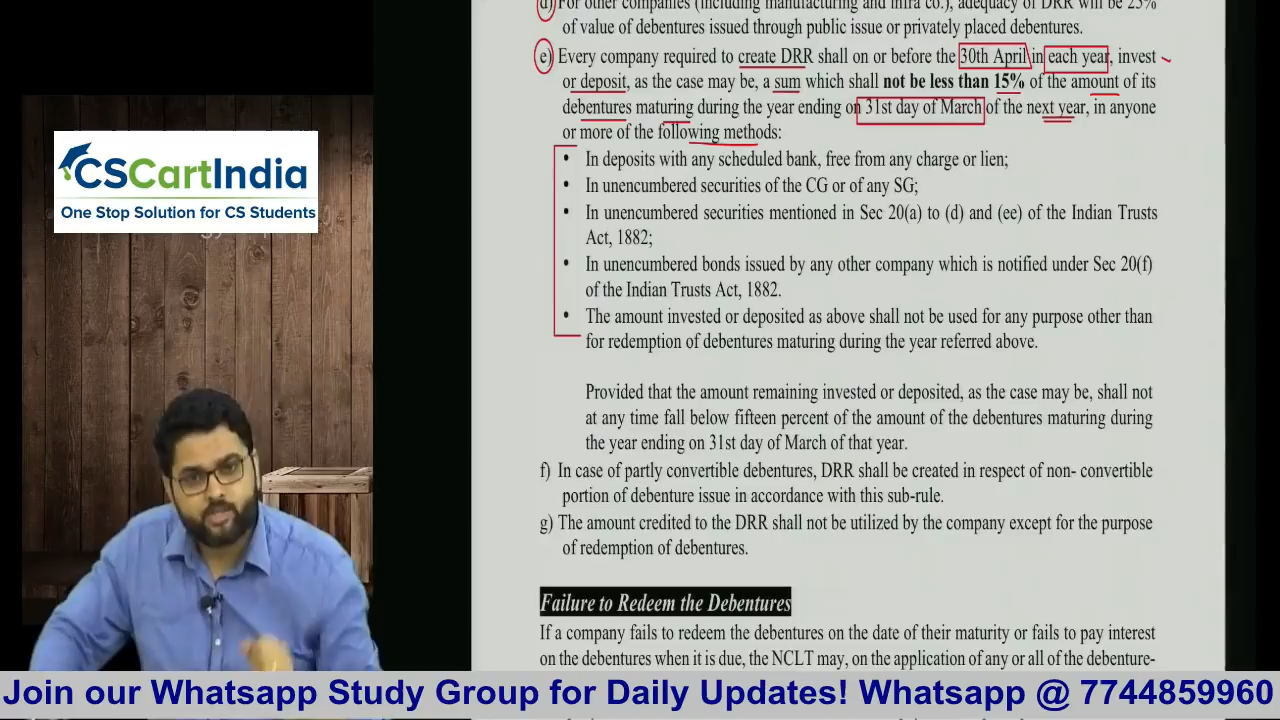 d) For other companies (including manufacturing and infra co.), adequacy of DRR will be 25%
of value of debentures issued through public issue or privately placed debentures.
e) Every company required to create DRR shall on or before the 30th April in each year, invest
or deposit, as the case may be, a sum which shall not be less than 15% of the amount of its
debentures maturing during the year ending on 31st day of March of the next year, in anyone
or more of the following methods:
• In deposits with any scheduled bank, free from any charge or lien;
• In unencumbered securities of the CG or of any SG;
• In unencumbered securities mentioned in Sec 20(a) to (d) and (ee) of the Indian Trusts
Act, 1882;
• In unencumbered bonds issued by any other company which is notified under Sec 20(f)
of the Indian Trusts Act, 1882.
• The amount invested or deposited as above shall not be used for any purpose other than
for redemption of debentures maturing during the year referred above.
Provided that the amount remaining invested or deposited, as the case may be, shall not
at any time fall below fifteen percent of the amount of the debentures maturing during
the year ending on 31st day of March of that year.
f) In case of partly convertible debentures, DRR shall be created in respect of non- convertible
portion of debenture issue in accordance with this sub-rule.
g) The amount credited to the DRR shall not be utilized by the company except for the purpose
of redemption of debentures.
Failure to Redeem the Debentures
If a company fails to redeem the debentures on the date of their maturity or fails to pay interest
on the debentures when it is due, the NCLT may, on the application of any or all of the debenture-
CSCartIndia
One Stop Solution for CS Students
Join our Whatsapp Study Group for Daily Updates! Whatsapp @ 7744859960